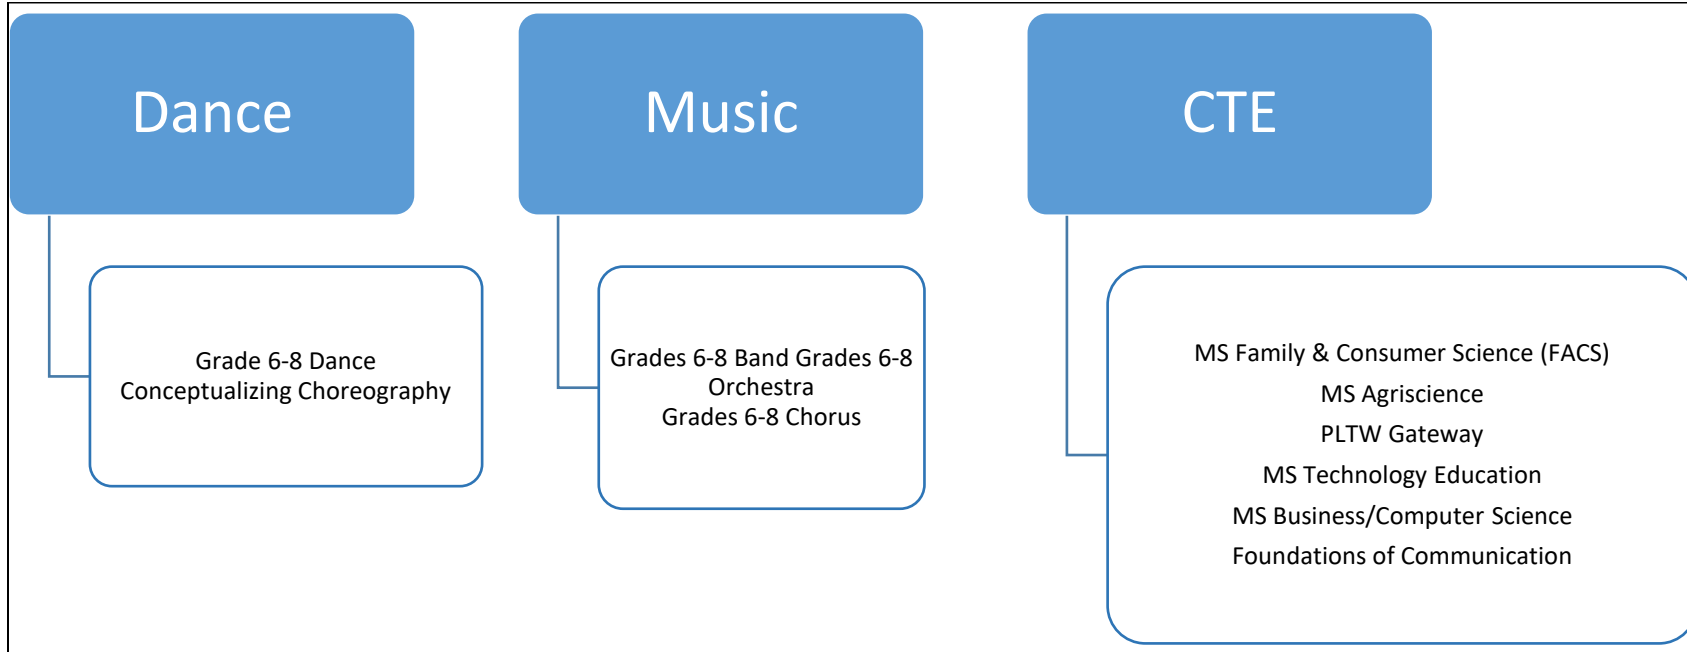 Dance
Grade 6-8 Dance
Conceptualizing Choreography
Music
Grades 6-8 Band Grades 6-8
Orchestra
Grades 6-8 Chorus
CTE
MS Family & Consumer Science (FACS)
MS Agriscience
PLTW Gateway
MS Technology Education
MS Business/Computer Science
Foundations of Communication